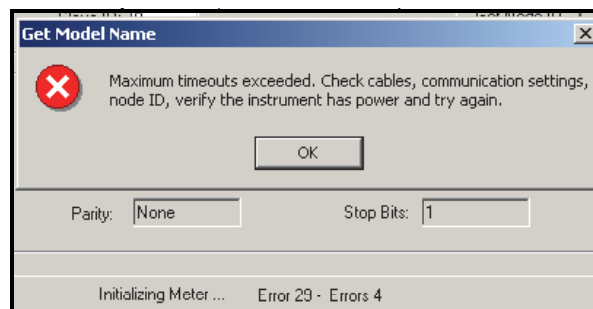 Get Model Name
Maximum timeouts exceeded. Check cables, communication settings,
node ID, verify the instrument has power and try again.
OK
Parity: None Stop Bits: 1
Initializing Meter ... Error 29 - Errors 4